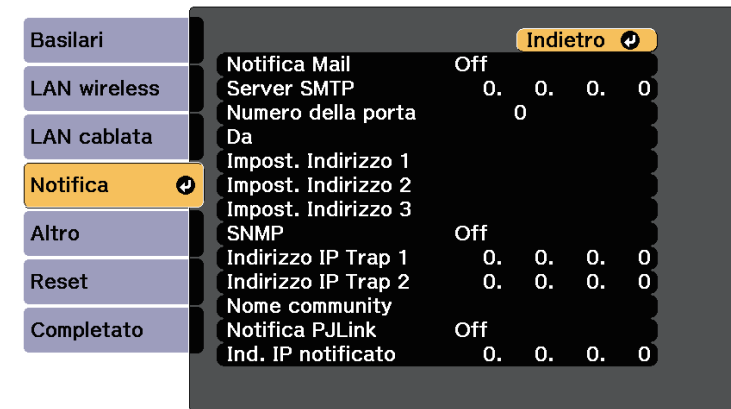 Basilari
LAN wireless
LAN cablata
Notifica
Altro
Reset
Completato
Indietro
Notifica Mail Off
Server SMTP 0. 0. 0. 0
Numero della porta 0
Da
Impost. Indirizzo 1
Impost. Indirizzo 2
Impost. Indirizzo 3
SNMP Off
Indirizzo IP Trap 1 0. 0. 0. 0
Indirizzo IP Trap 2 0. 0. 0. 0
Nome community
Notifica PJLink Off
Ind. IP notificato 0. 0. 0. 0